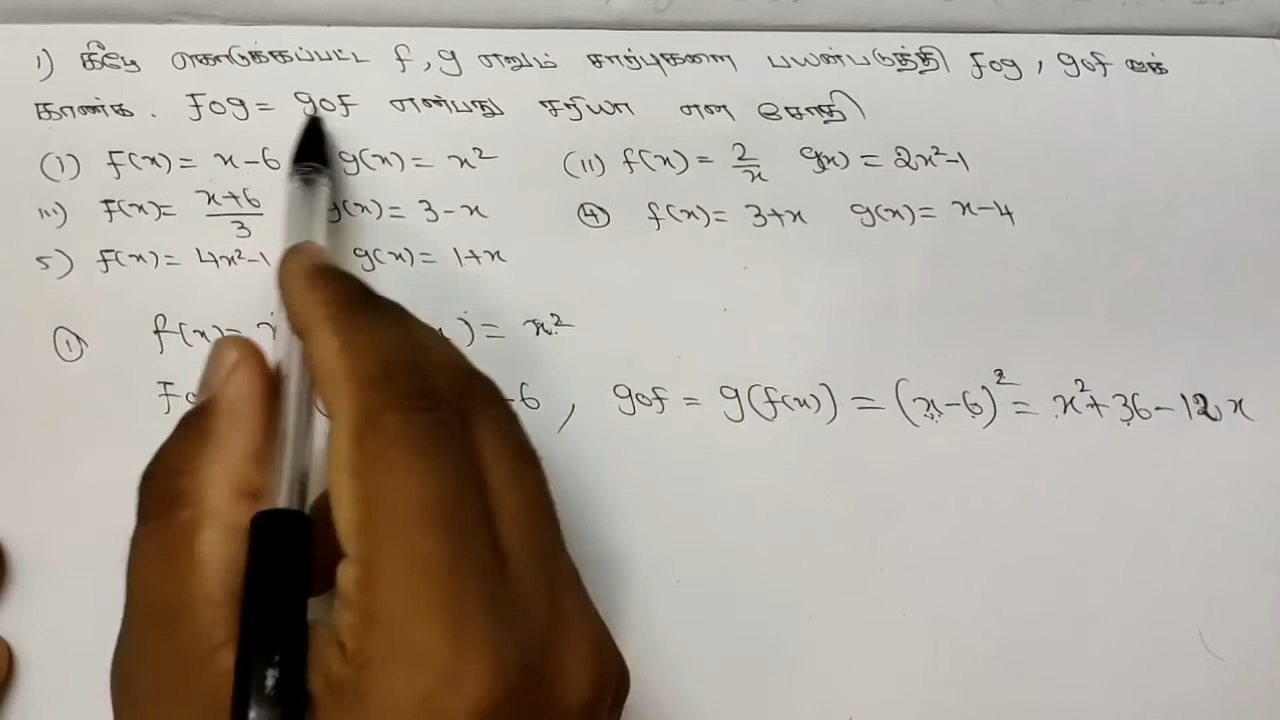 1) கீழே கொடுக்கப்பட்ட f, g எனும் சார்புகளை பயன்படுத்தி fog, gof ஐக்
காண்க. fog = gof என்பது சரியா என சோதி
(i) f(x) = x-6 g(x) = x² (ii) f(x) = 2/x g(x) = 2x²-1
iii) f(x) = x+6/3 g(x) = 3-x ④ f(x) = 3+x g(x) = x-4
5) f(x) = 4x²-1 g(x) = 1+x
① f(x) = = x²
-6, gof = g(f(x)) = (x-6)² = x²+36-12x